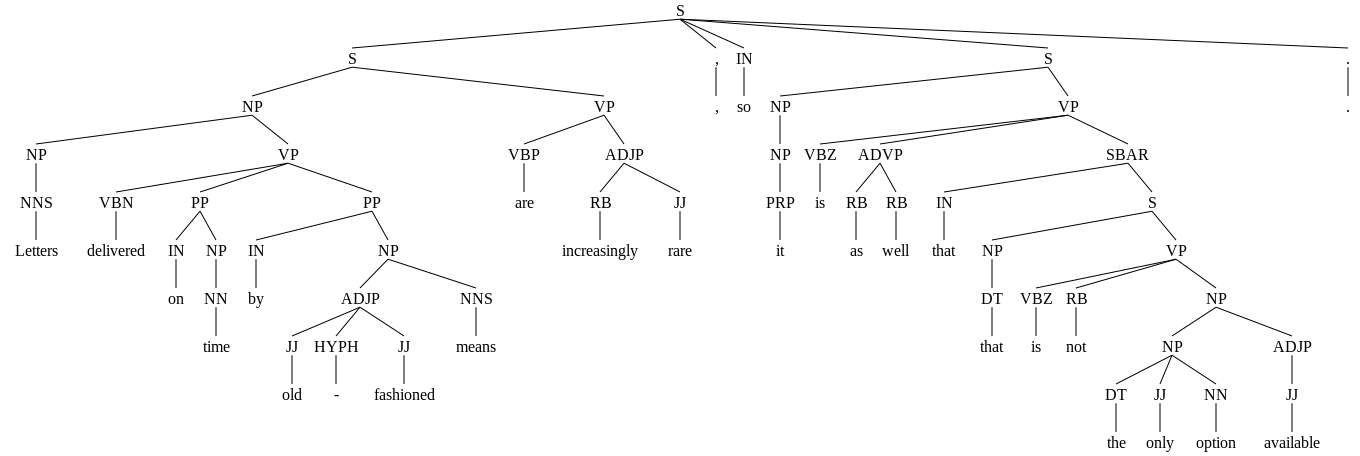 S
S , IN S .
NP VP , so NP VP .
NP VP VBP ADJP NP VBZ ADVP SBAR
NNS VBN PP PP are RB JJ PRP is RB RB IN S
Letters delivered IN NP IN NP increasingly rare it as well that NP VP
on NN by ADJP NNS DT VBZ RB NP
time JJ HYPH JJ means that is not NP ADJP
old - fashioned DT JJ NN JJ
the only option available